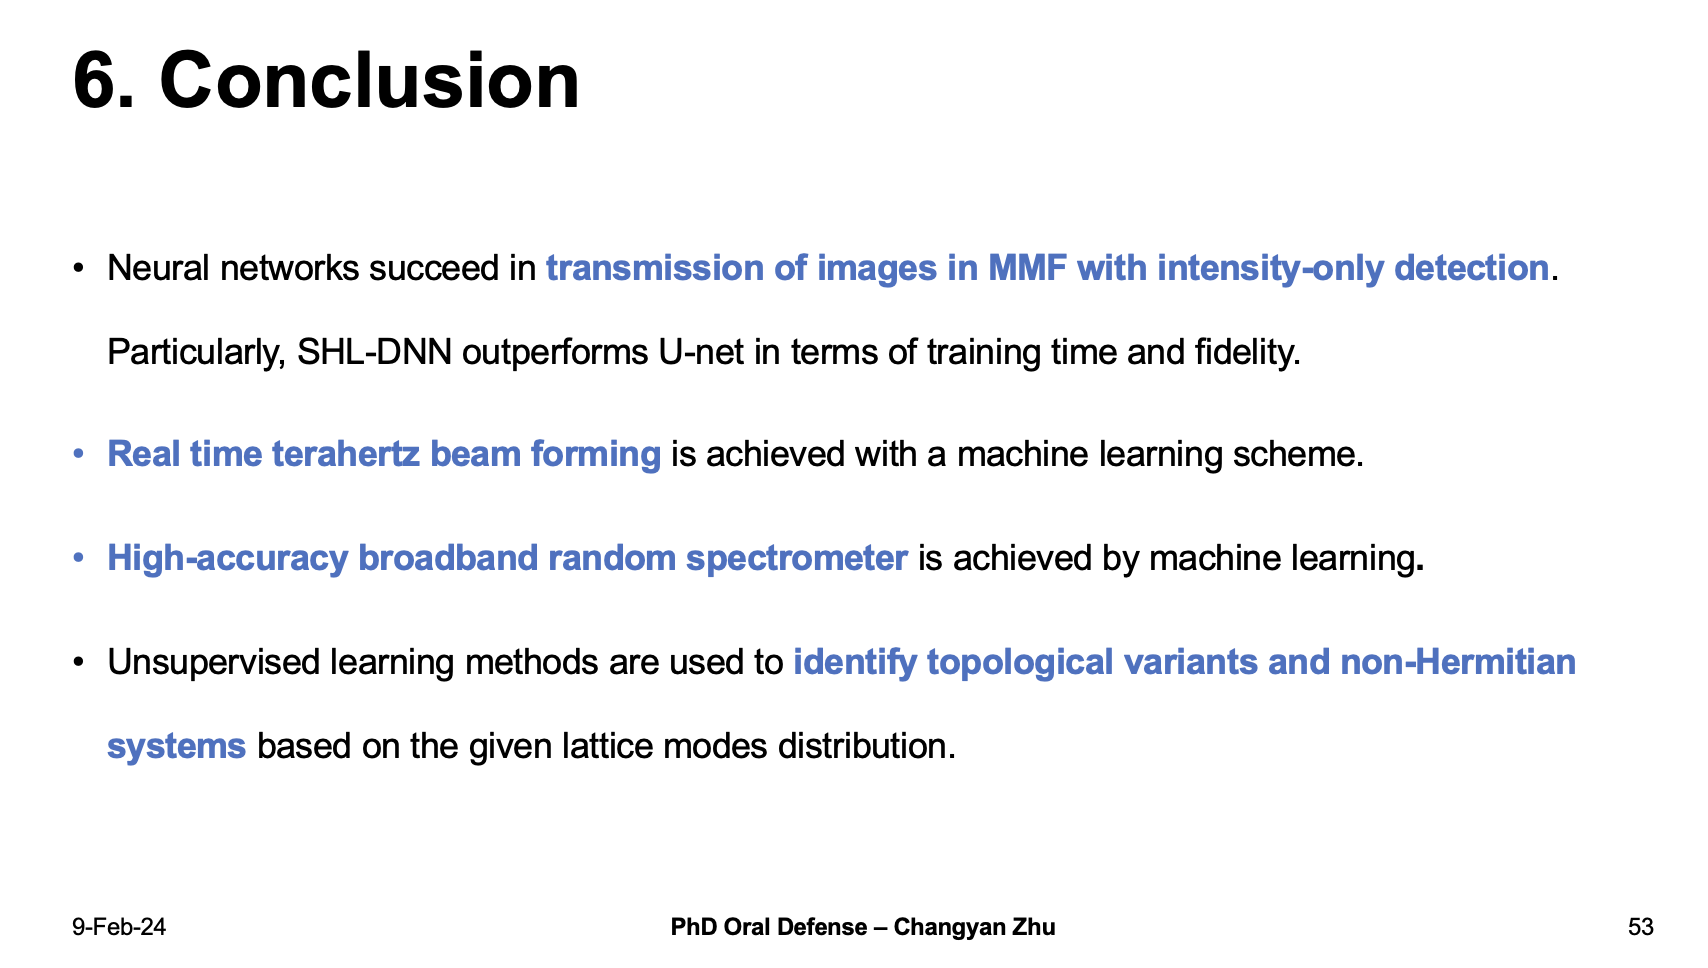 6. Conclusion
• Neural networks succeed in transmission of images in MMF with intensity-only detection.
Particularly, SHL-DNN outperforms U-net in terms of training time and fidelity.
• Real time terahertz beam forming is achieved with a machine learning scheme.
• High-accuracy broadband random spectrometer is achieved by machine learning.
• Unsupervised learning methods are used to identify topological variants and non-Hermitian
systems based on the given lattice modes distribution.
9-Feb-24
PhD Oral Defense – Changyan Zhu
53